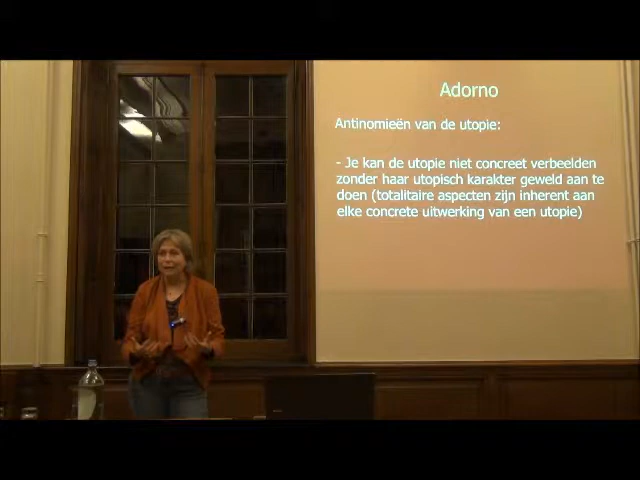 Adorno
Antinomieën van de utopie:
- Je kan de utopie niet concreet verbeelden
zonder haar utopisch karakter geweld aan te
doen (totalitaire aspecten zijn inherent aan
elke concrete uitwerking van een utopie)